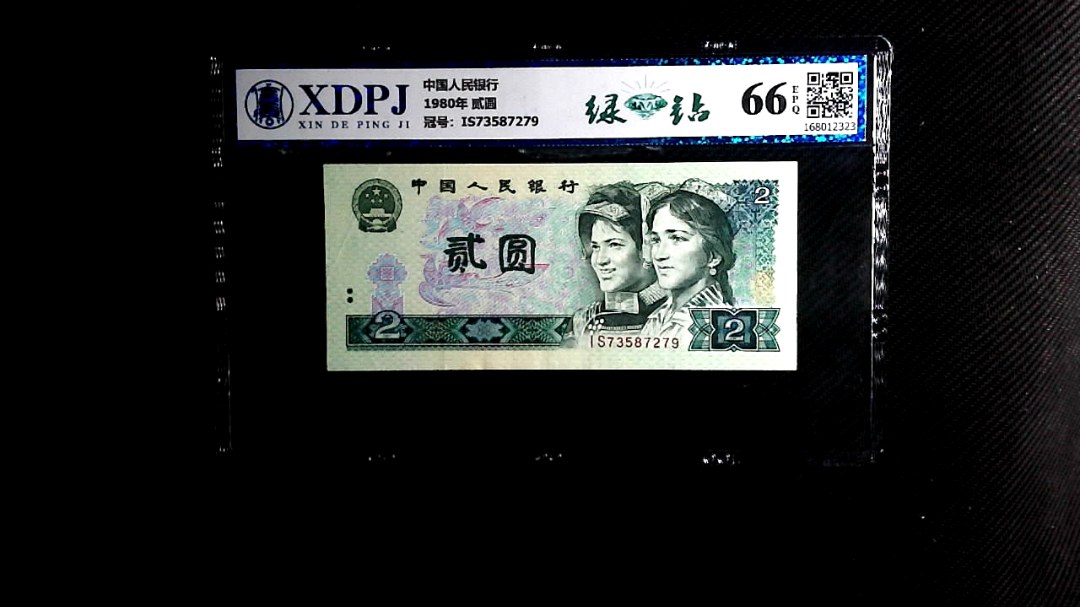 XDPJ
XIN DE PING JI
中国人民银行
1980年 贰圆
冠号: IS73587279
绿 钻
66 EPQ
168012323
中国人民银行
2
贰圆
2
2
IS73587279